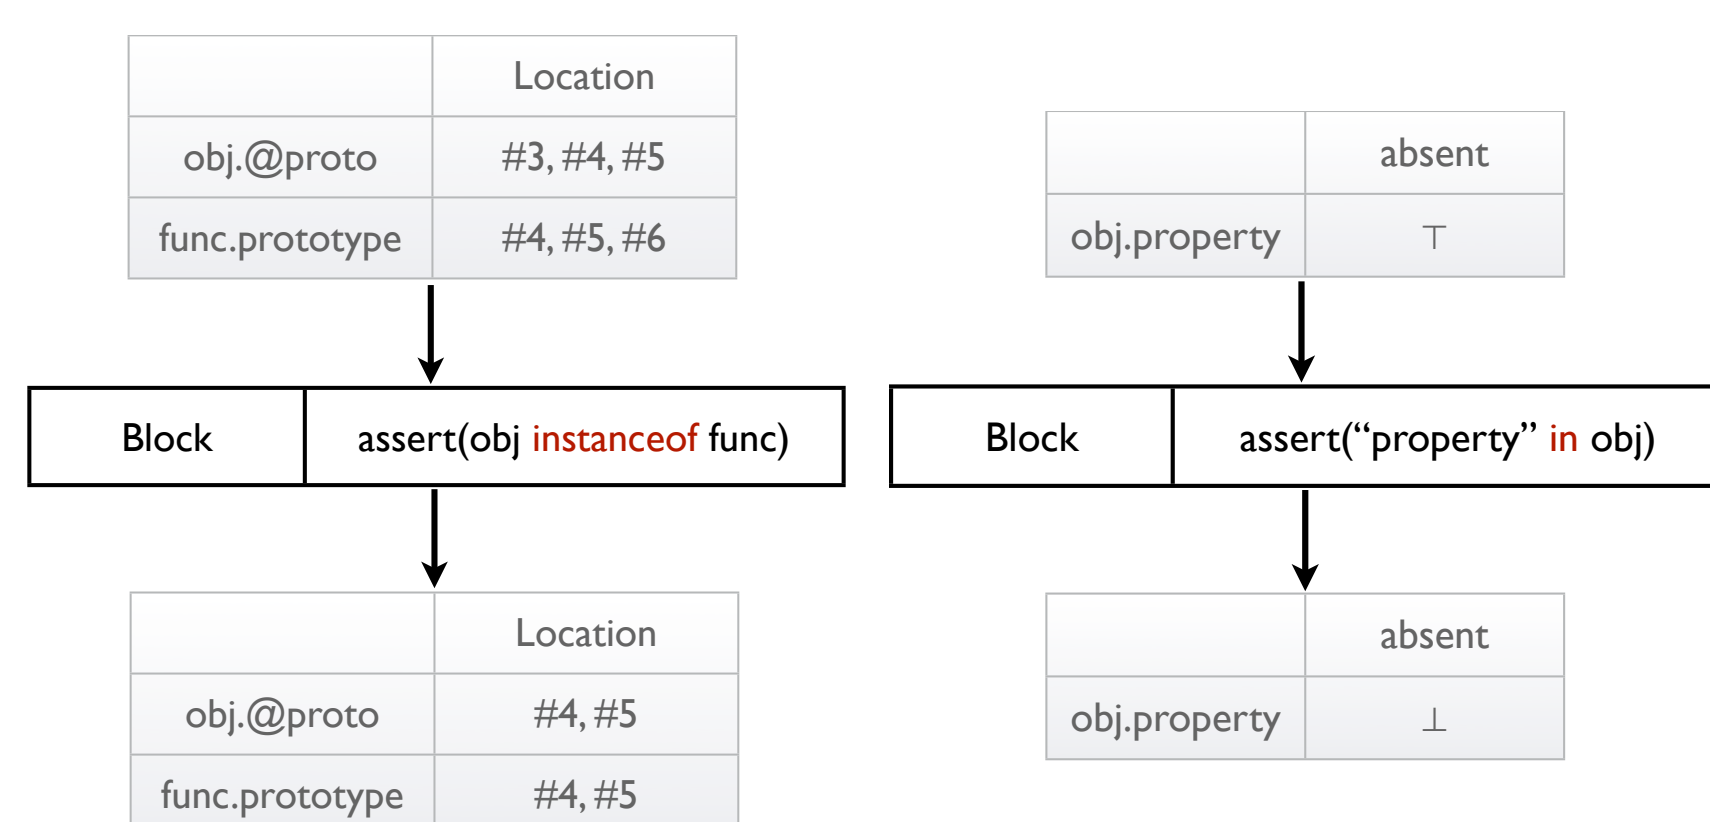 Location
obj.@proto #3, #4, #5
func.prototype #4, #5, #6
Block assert(obj instanceof func)
Location
obj.@proto #4, #5
func.prototype #4, #5
absent
obj.property ⊤
Block assert(“property” in obj)
absent
obj.property ⊥